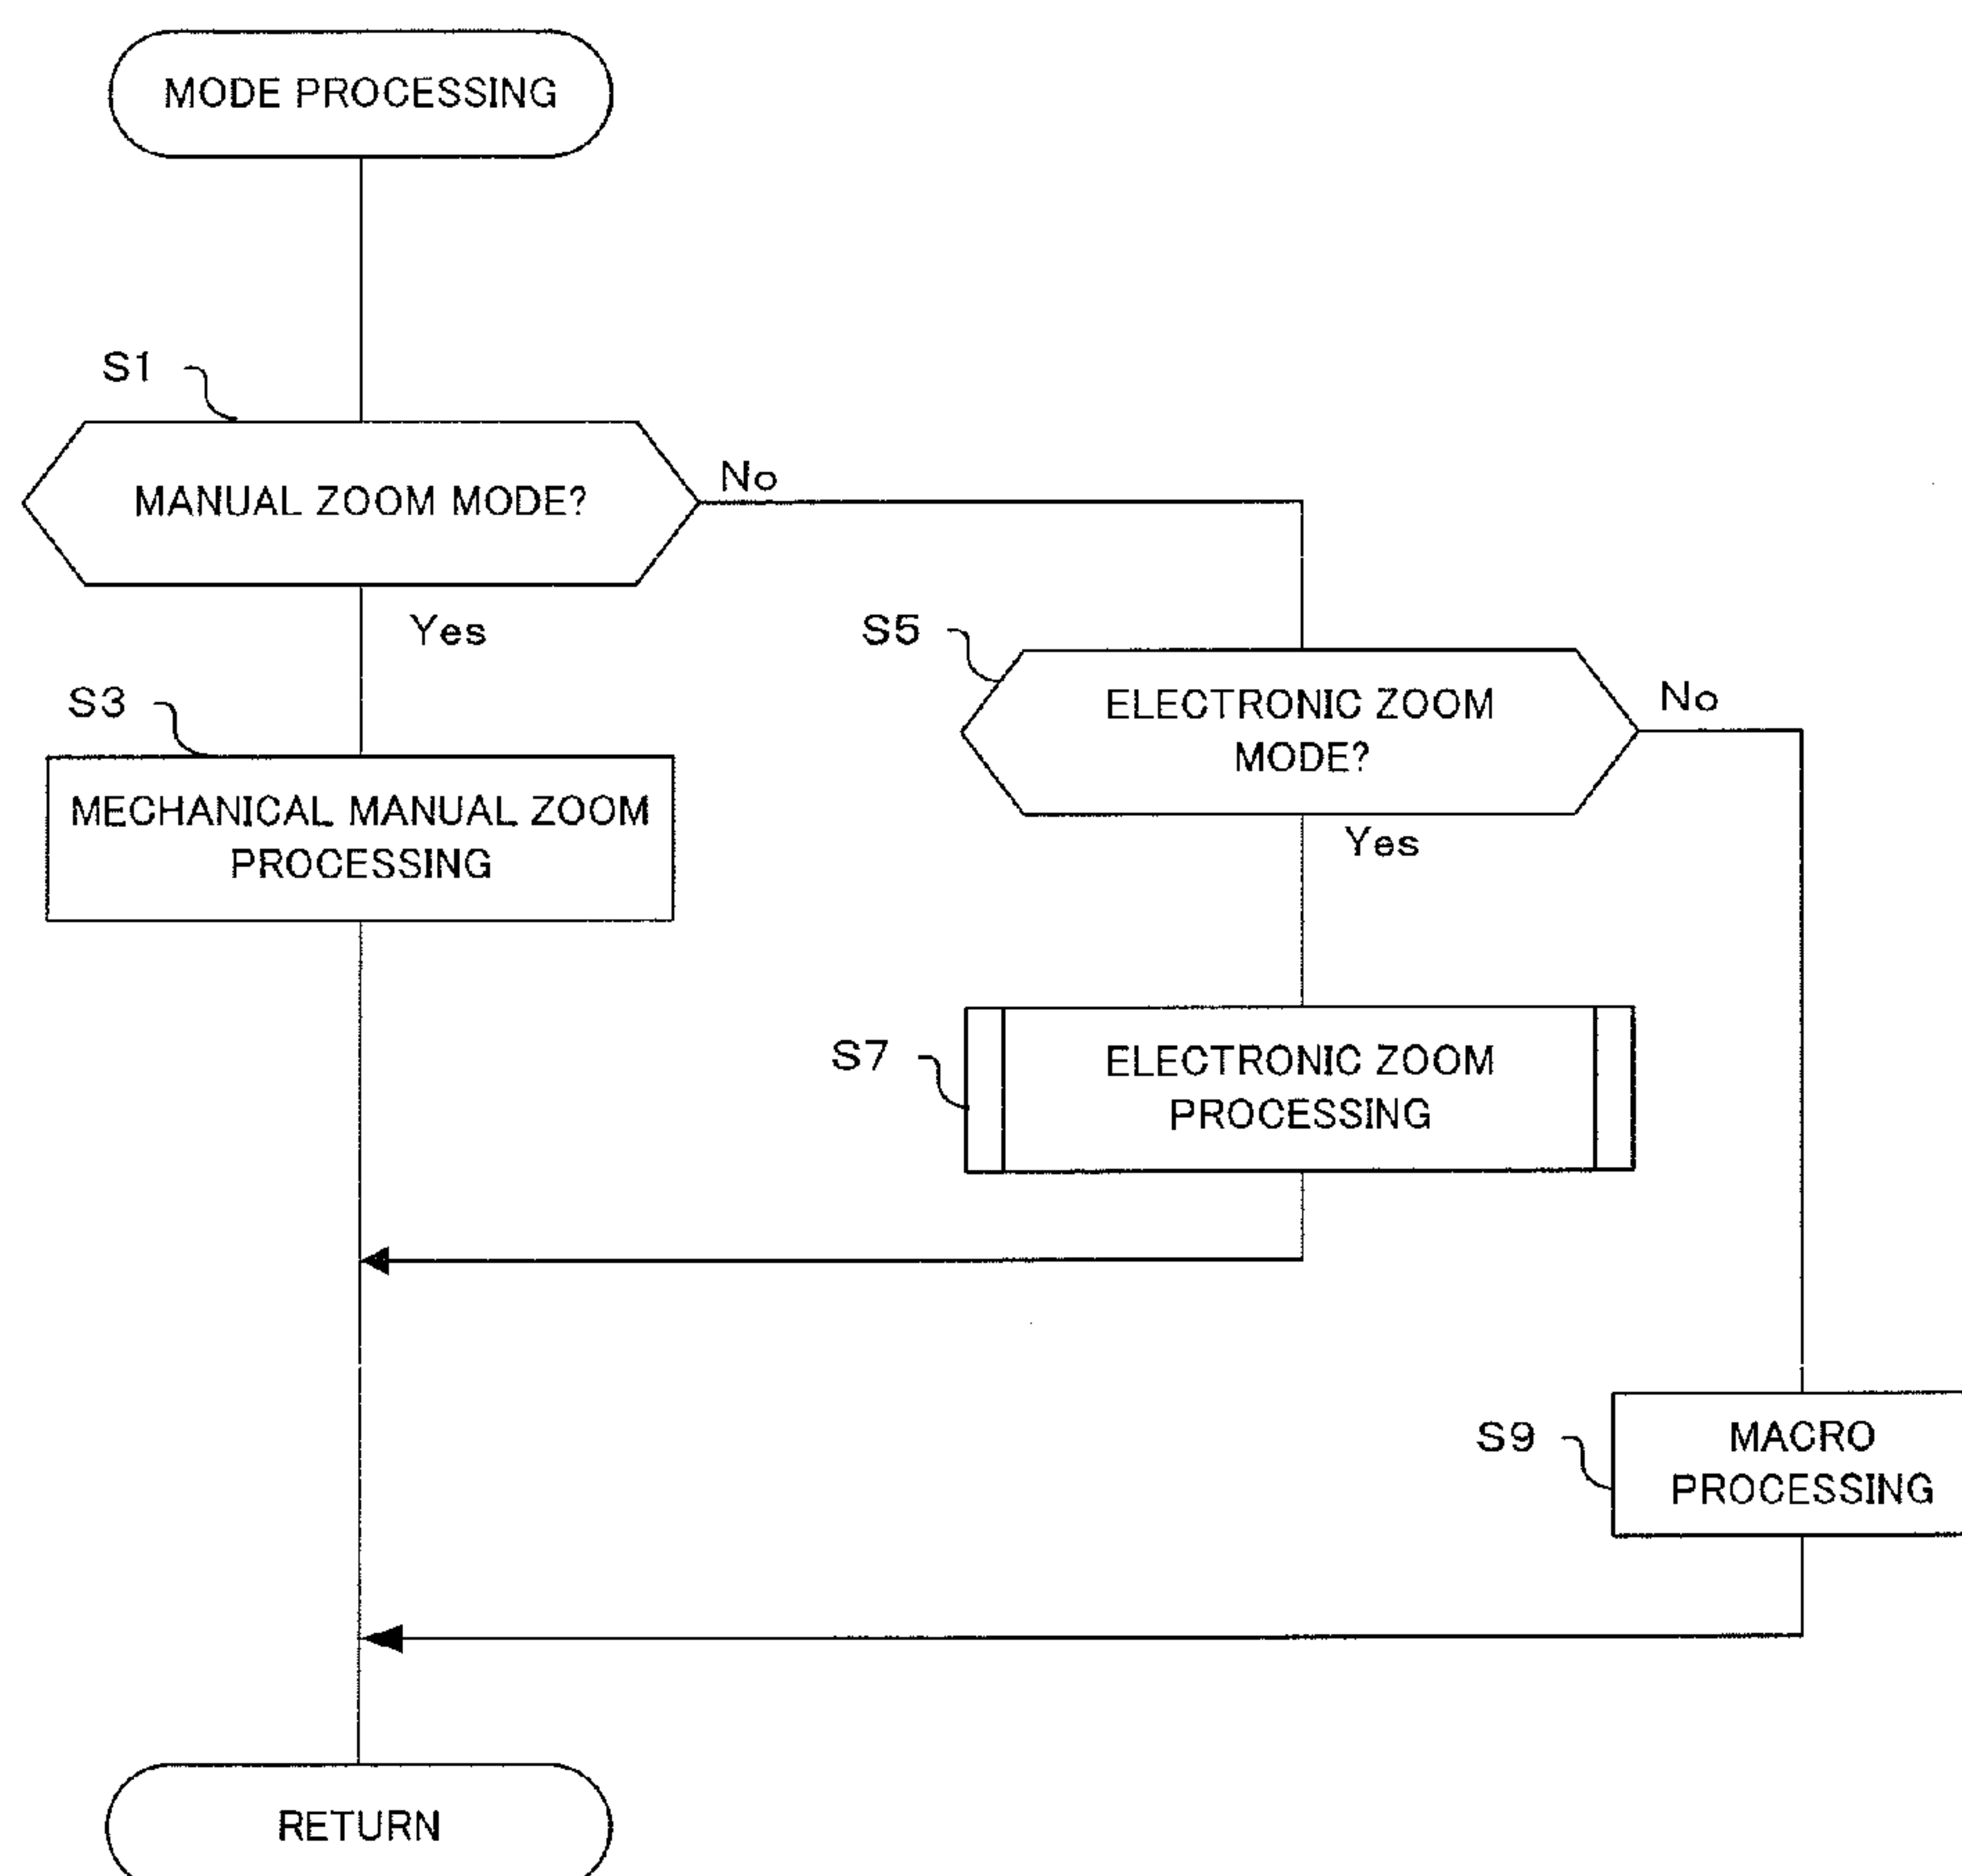 MODE PROCESSING
S1
MANUAL ZOOM MODE?
No
Yes
S3
MECHANICAL MANUAL ZOOM
PROCESSING
S5
ELECTRONIC ZOOM
MODE?
No
Yes
S7
ELECTRONIC ZOOM
PROCESSING
S9
MACRO
PROCESSING
RETURN